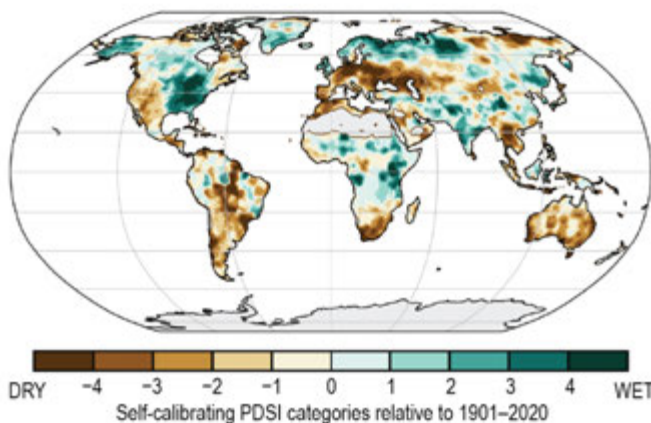 DRY −4 −3 −2 −1 0 1 2 3 4 WET
Self-calibrating PDSI categories relative to 1901–2020